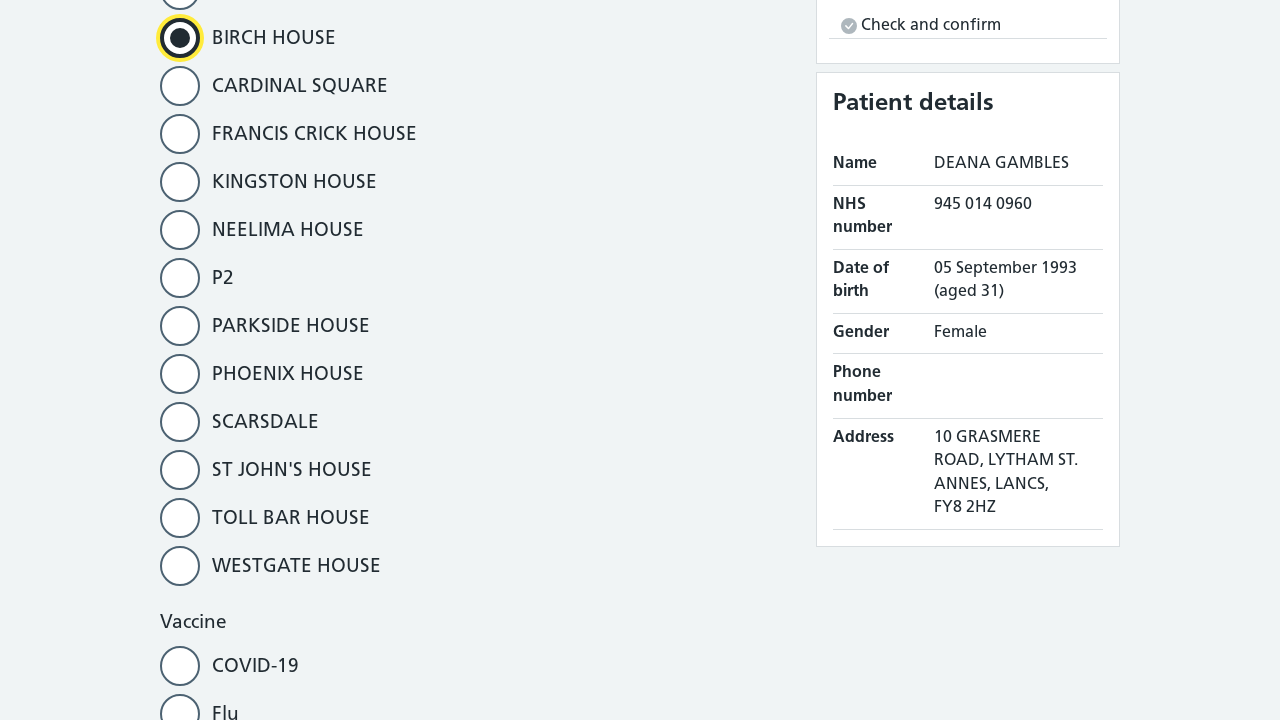 BIRCH HOUSE
CARDINAL SQUARE
FRANCIS CRICK HOUSE
KINGSTON HOUSE
NEELIMA HOUSE
P2
PARKSIDE HOUSE
PHOENIX HOUSE
SCARSDALE
ST JOHN'S HOUSE
TOLL BAR HOUSE
WESTGATE HOUSE
Vaccine
COVID-19
Flu
Check and confirm
Patient details
Name DEANA GAMBLES
NHS number 945 014 0960
Date of birth 05 September 1993
(aged 31)
Gender Female
Phone number
Address 10 GRASMERE
ROAD, LYTHAM ST.
ANNES, LANCS,
FY8 2HZ